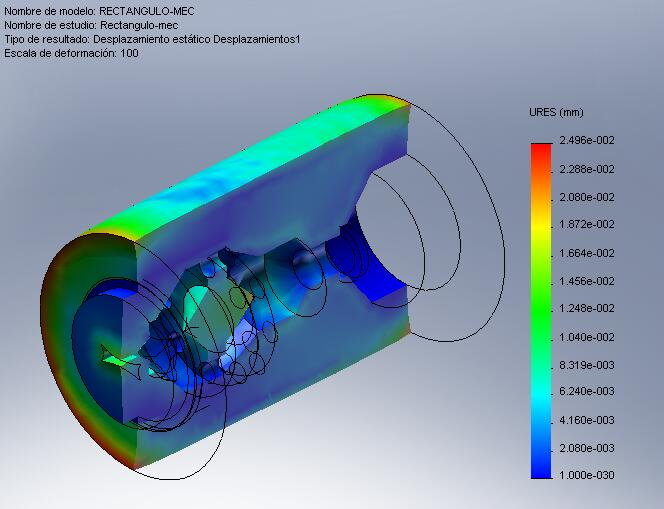 Nombre de modelo: RECTANGULO-MEC
Nombre de estudio: Rectangulo-mec
Tipo de resultado: Desplazamiento estático Desplazamientos1
Escala de deformación: 100
URES (mm)
2.496e-002
2.288e-002
2.080e-002
1.872e-002
1.664e-002
1.456e-002
1.248e-002
1.040e-002
8.319e-003
6.240e-003
4.160e-003
2.080e-003
1.000e-030